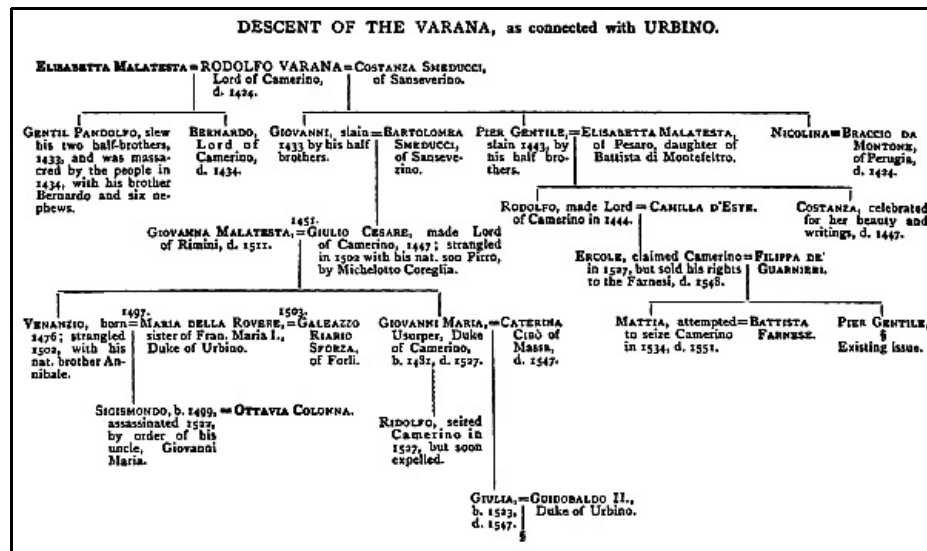 DESCENT OF THE VARANA, as connected with URBINO.
ELISABETTA MALATESTA = RODOLFO VARANA = COSTANZA SMEDUCCI,
Lord of Camerino,
d. 1424.
of Sanseverino.
GENTIL PANDOLFO, slew
his two half-brothers,
1433, and was massa-
cred by the people in
1434, with his brother
Bernardo and six ne-
phews.
BERNARDO,
Lord of
Camerino,
d. 1434.
GIOVANNI, slain
1433 by his half
brothers.
= BARTOLOMEA
SMEDUCCI,
of Sanseve-
rino.
PIER GENTILE,
slain 1443, by
his half bro-
thers.
= ELISABETTA MALATESTA,
of Pesaro, daughter of
Battista di Montefeltro.
NICOLINA = BRACCIO DA
MONTONE,
of Perugia,
d. 1424.
RODOLFO, made Lord
of Camerino in 1444.
= CAMILLA D'ESTE.
COSTANZA, celebrated
for her beauty and
writings, d. 1447.
1451.
GIOVANNA MALATESTA,
of Rimini, d. 1511.
= GIULIO CESARE, made Lord
of Camerino, 1447; strangled
in 1502 with his nat. son Pirro,
by Michelotto Coreglia.
ERCOLE, claimed Camerino
in 1527, but sold his rights
to the Farnesi, d. 1548.
= FILIPPA DE'
GUARNIERI.
VENANZIO, born
1476; strangled
1502, with his
nat. brother An-
nibale.
1497.
= MARIA DELLA ROVERE,
sister of Fran. Maria I.,
Duke of Urbino.
1503.
= GALEAZZO
RIARIO
SFORZA,
of Forli.
GIOVANNI MARIA,
Usurper, Duke
of Camerino,
b. 1481, d. 1527.
= CATERINA
CIBÒ of
Massa,
d. 1547.
MATTIA, attempted
to seize Camerino
in 1534, d. 1551.
= BATTISTA
FARNESE.
PIER GENTILE,
§
Existing issue.
SIGISMONDO, b. 1499,
assassinated 1522,
by order of his
uncle, Giovanni
Maria.
= OTTAVIA COLONNA.
RIDOLFO, seized
Camerino in
1527, but soon
expelled.
GIULIA,
b. 1523,
d. 1547.
= GUIDOBALDO II.,
Duke of Urbino.
§